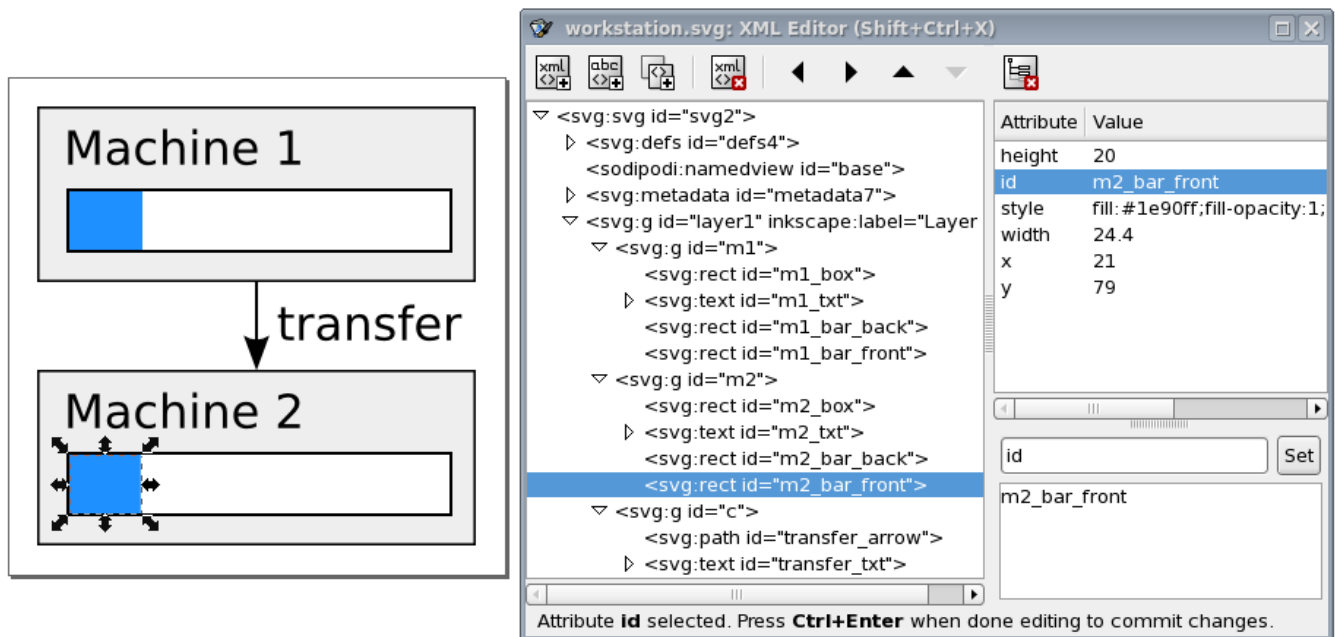 Machine 1
transfer
Machine 2
workstation.svg: XML Editor (Shift+Ctrl+X)
xml
abc
xml
<svg:svg id="svg2">
<svg:defs id="defs4">
<sodipodi:namedview id="base">
<svg:metadata id="metadata7">
<svg:g id="layer1" inkscape:label="Layer
<svg:g id="m1">
<svg:rect id="m1_box">
<svg:text id="m1_txt">
<svg:rect id="m1_bar_back">
<svg:rect id="m1_bar_front">
<svg:g id="m2">
<svg:rect id="m2_box">
<svg:text id="m2_txt">
<svg:rect id="m2_bar_back">
<svg:rect id="m2_bar_front">
<svg:g id="c">
<svg:path id="transfer_arrow">
<svg:text id="transfer_txt">
Attribute Value
height 20
id m2_bar_front
style fill:#1e90ff;fill-opacity:1;
width 24.4
x 21
y 79
id Set
m2_bar_front
Attribute id selected. Press Ctrl+Enter when done editing to commit changes.